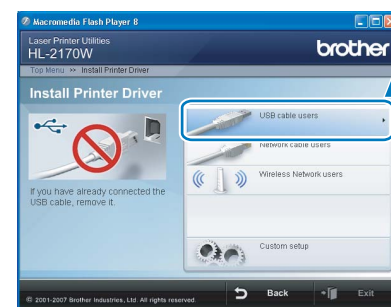 Macromedia Flash Player 8
Laser Printer Utilities
HL-2170W
brother
Top Menu >> Install Printer Driver
Install Printer Driver
USB cable users
Network cable users
Wireless Network users
If you have already connected the
USB cable, remove it.
Custom setup
© 2001-2007 Brother Industries, Ltd. All rights reserved.
Back
Exit